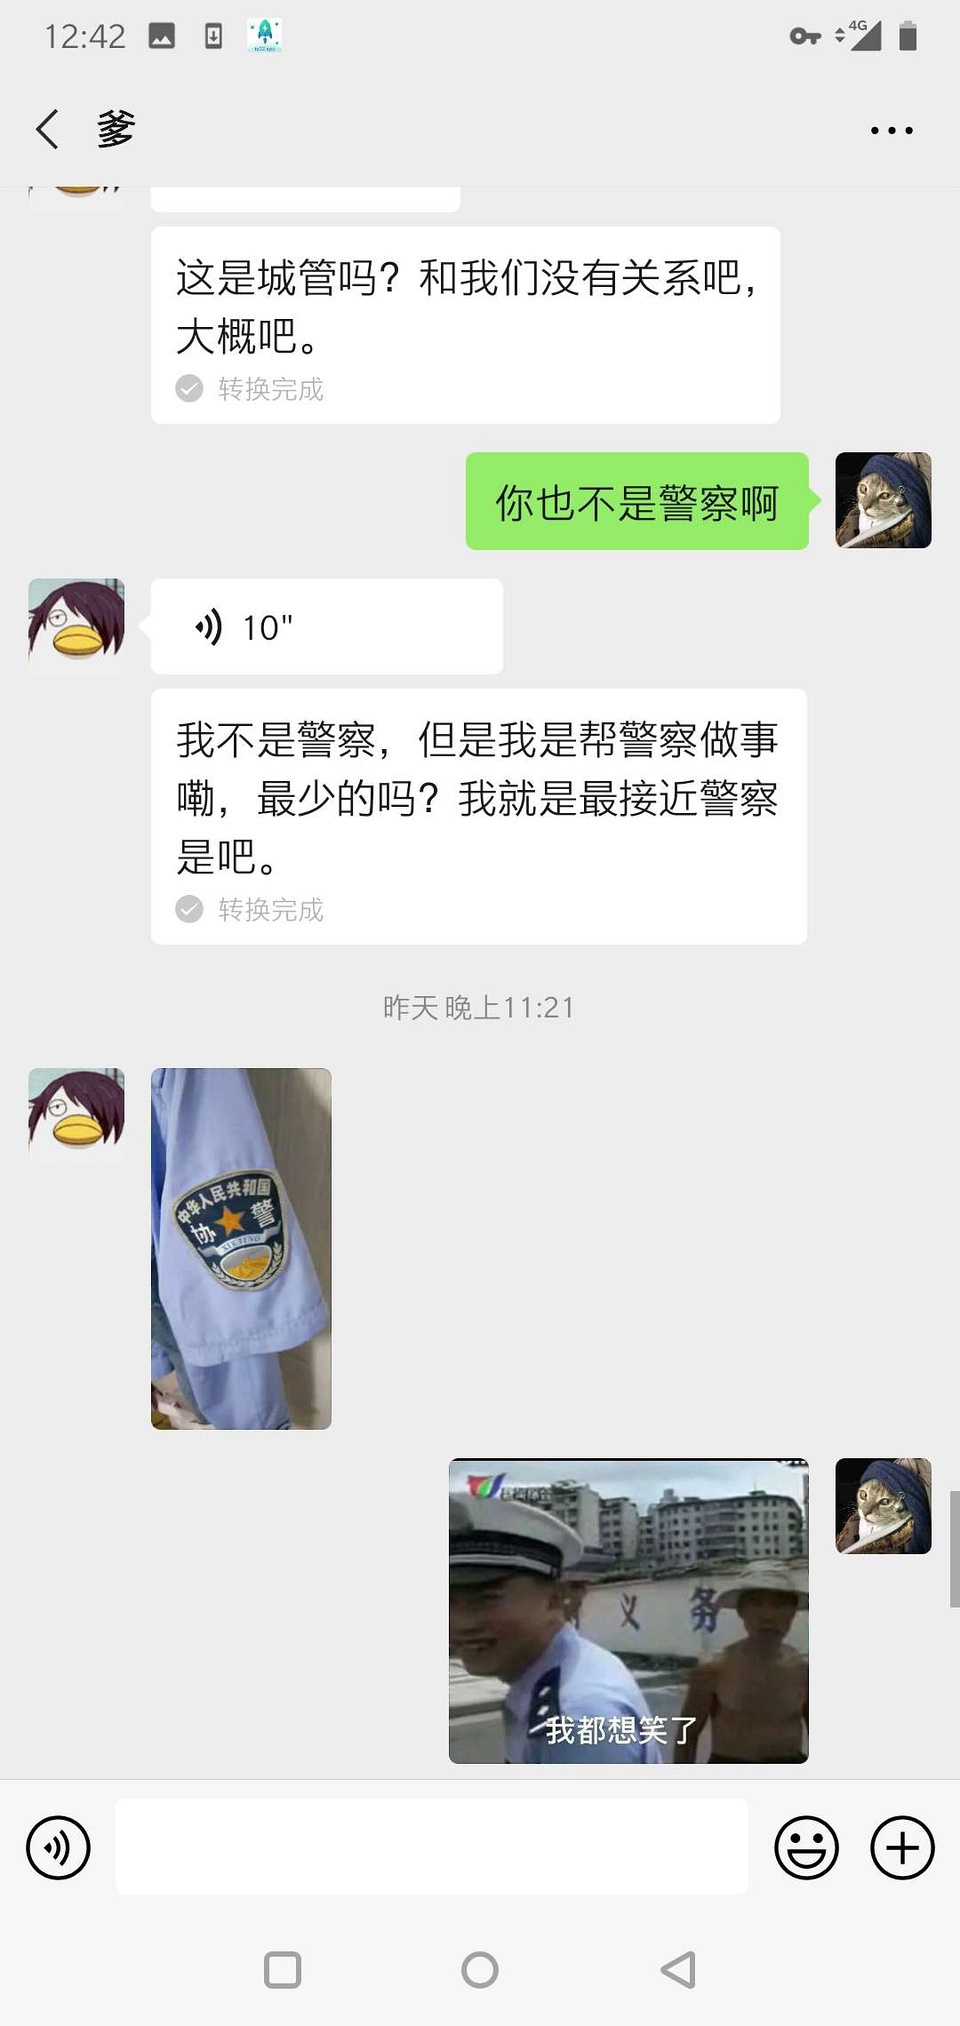 12:42
4G
爹
这是城管吗？和我们没有关系吧，
大概吧。
转换完成
你也不是警察啊
10"
我不是警察，但是我是帮警察做事
嘞，最少的吗？我就是最接近警察
是吧。
转换完成
昨天 晚上11:21
中华人民共和国
协 警
XIEJING
义 务
我都想笑了